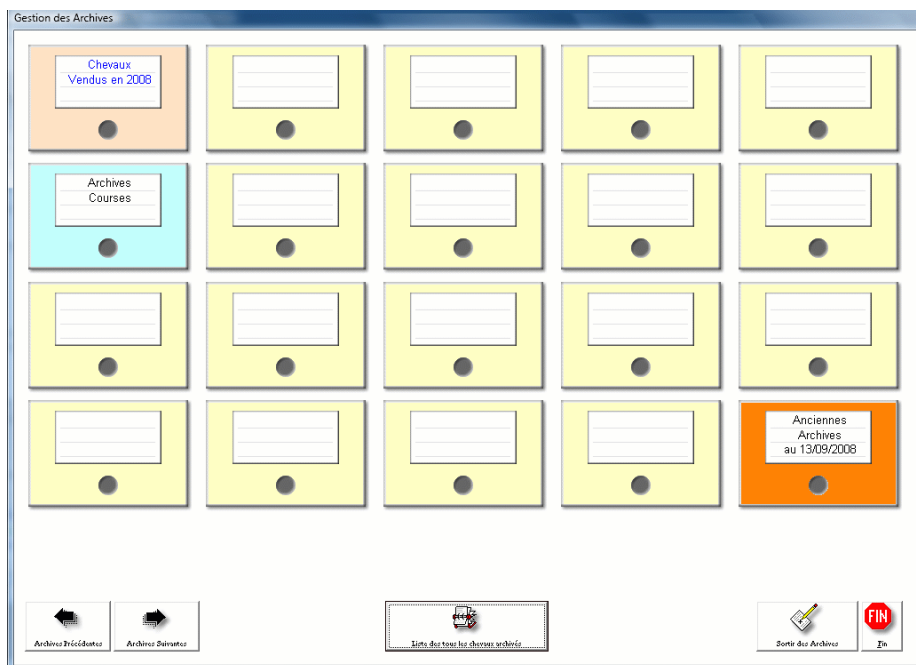 Gestion des Archives
Chevaux
Vendus en 2008
Archives
Courses
Anciennes
Archives
au 13/09/2008
Archives Précédentes
Archives Suivantes
Liste des tous les chevaux archivés
Sortir des Archives
FIN
Fin